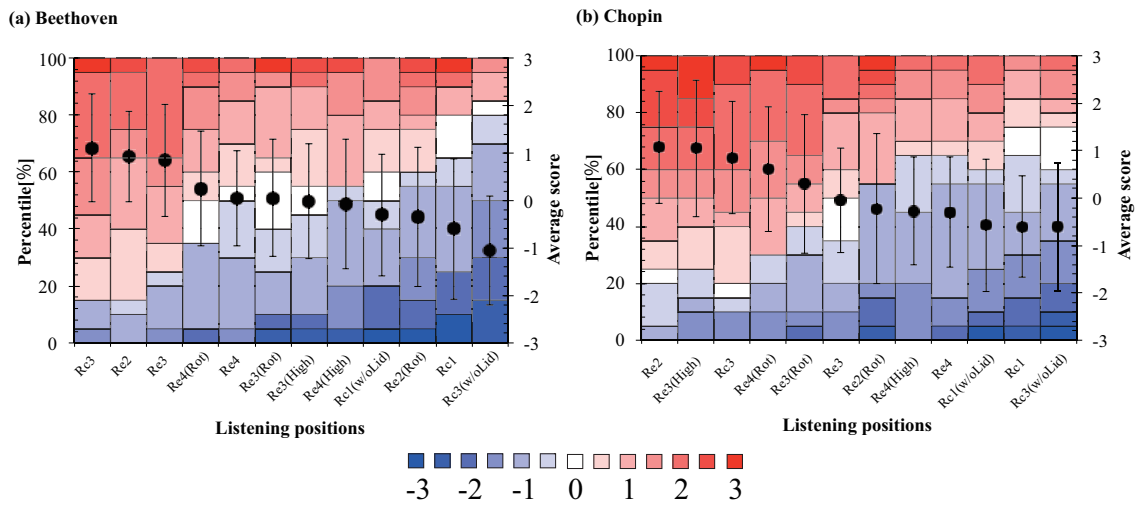 (a) Beethoven
(b) Chopin
Percentile[%]
100
80
60
40
20
0
3
2
1
0
-1
-2
-3
Average score
Rc3
Re2
Re3
Re4(Rot)
Re4
Re3(Rot)
Re3(High)
Re4(High)
Rc1(w/oLid)
Re2(Rot)
Rc1
Rc3(w/oLid)
Listening positions
Percentile[%]
100
80
60
40
20
0
3
2
1
0
-1
-2
-3
Average score
Re2
Re3(High)
Rc3
Re4(Rot)
Re3(Rot)
Re3
Re2(Rot)
Re4(High)
Re4
Rc1(w/oLid)
Rc1
Rc3(w/oLid)
Listening positions
-3 -2 -1 0 1 2 3